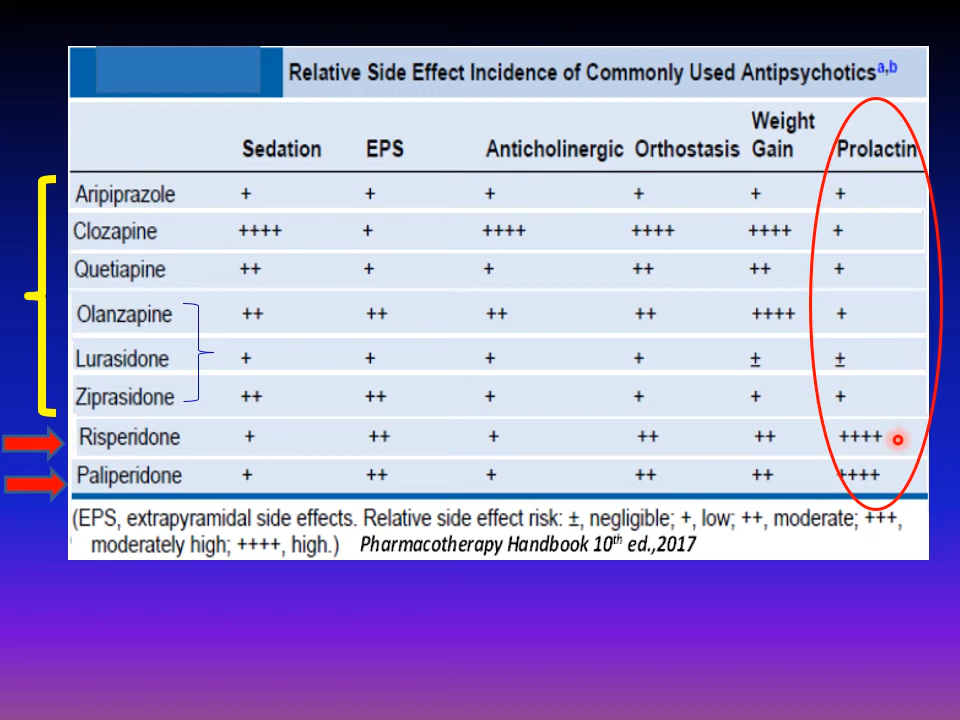 Relative Side Effect Incidence of Commonly Used Antipsychotics a,b
Sedation EPS Anticholinergic Orthostasis Weight Gain Prolactin
Aripiprazole + + + + + +
Clozapine ++++ + ++++ ++++ ++++ +
Quetiapine ++ + + ++ ++ +
Olanzapine ++ ++ ++ ++ ++++ +
Lurasidone + + + + ± ±
Ziprasidone ++ ++ + + + +
Risperidone + ++ + ++ ++ ++++
Paliperidone + ++ + ++ ++ ++++
(EPS, extrapyramidal side effects. Relative side effect risk: ±, negligible; +, low; ++, moderate; +++,
moderately high; ++++, high.) Pharmacotherapy Handbook 10th ed.,2017